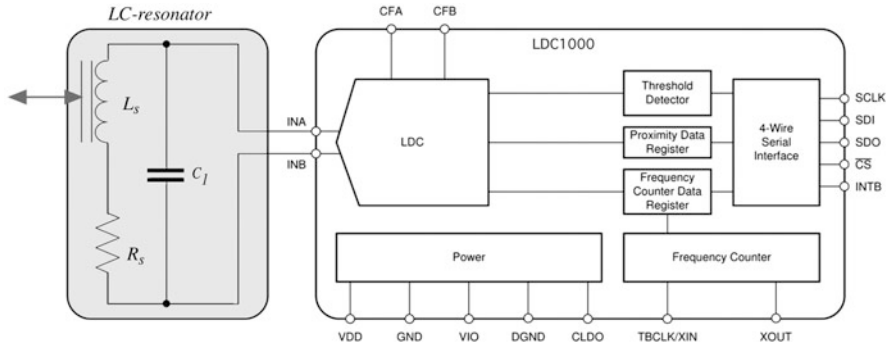 LC-resonator
CFA
CFB
LDC1000
Ls
Rs
C1
INA
INB
LDC
Threshold
Detector
Proximity Data
Register
Frequency
Counter Data
Register
4-Wire
Serial
Interface
SCLK
SDI
SDO
CS
INTB
Power
Frequency Counter
VDD
GND
VIO
DGND
CLDO
TBCLK/XIN
XOUT